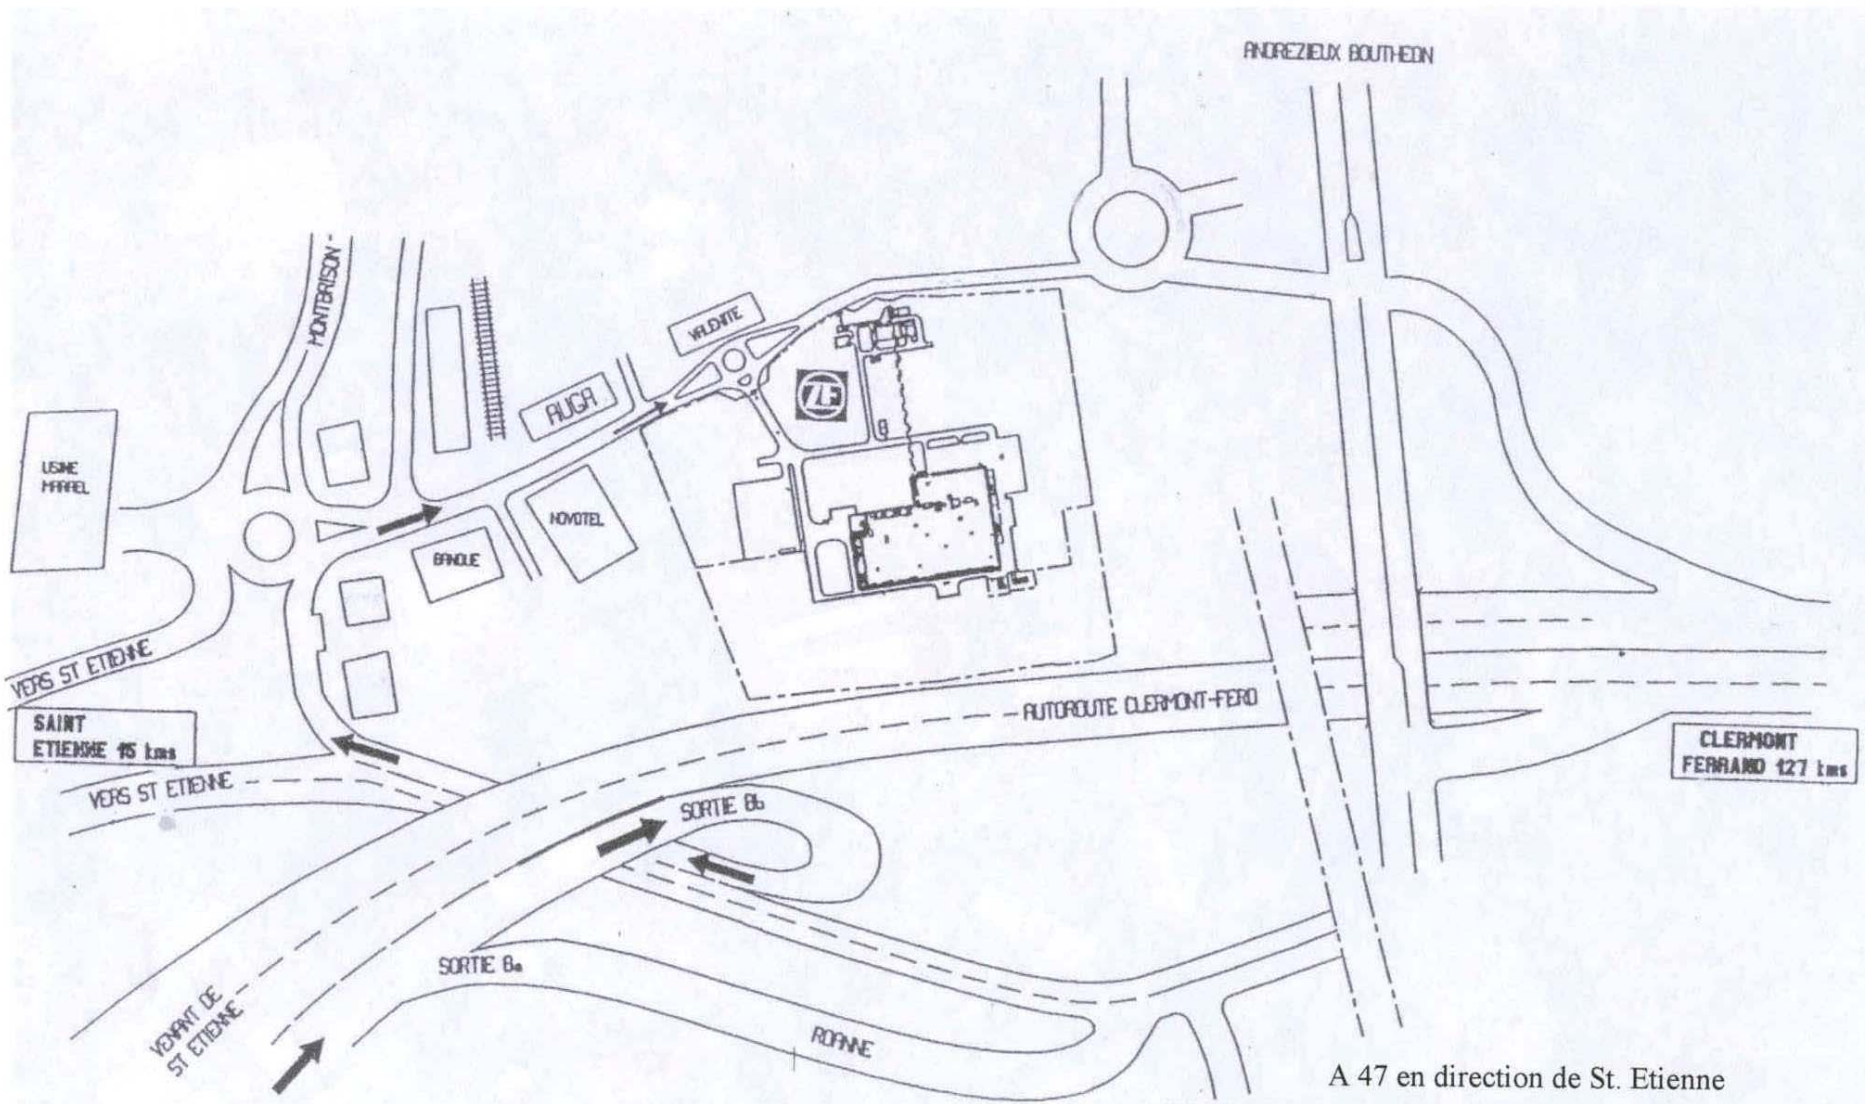 ANDREZIEUX BOUTHEON
MONTBRISON
VALENITE
AUGA
ZF
USINE
MARREL
NOVOTEL
BANQUE
VERS ST ETIENNE
SAINT
ETIENNE 15 kms
VERS ST ETIENNE
AUTOROUTE CLERMONT-FERD
CLERMONT
FERRAND 127 kms
SORTIE 8b
SORTIE 8a
VENANT DE
ST ETIENNE
ROANNE
A 47 en direction de St. Etienne